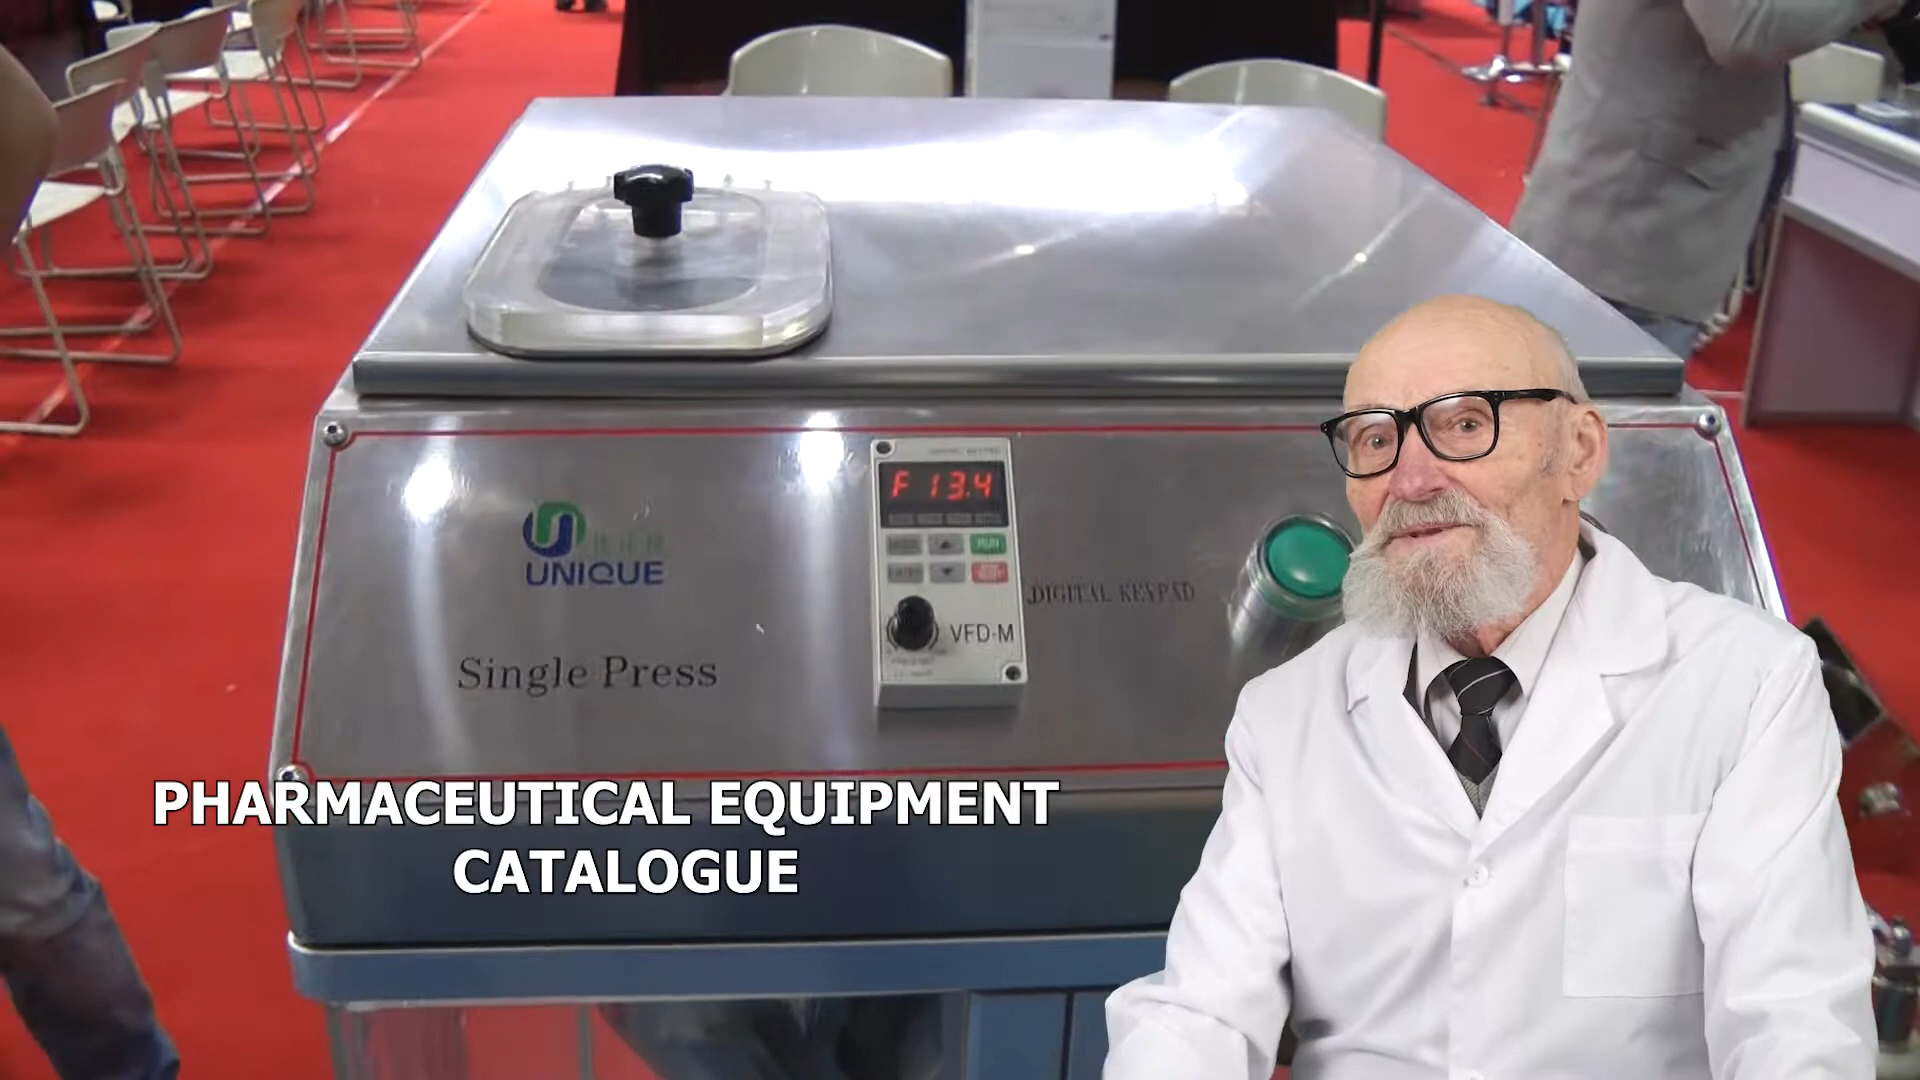 F 13.4
RUN
UNIQUE
DIGITAL KEYPAD
VFD-M
Single Press
PHARMACEUTICAL EQUIPMENT
CATALOGUE